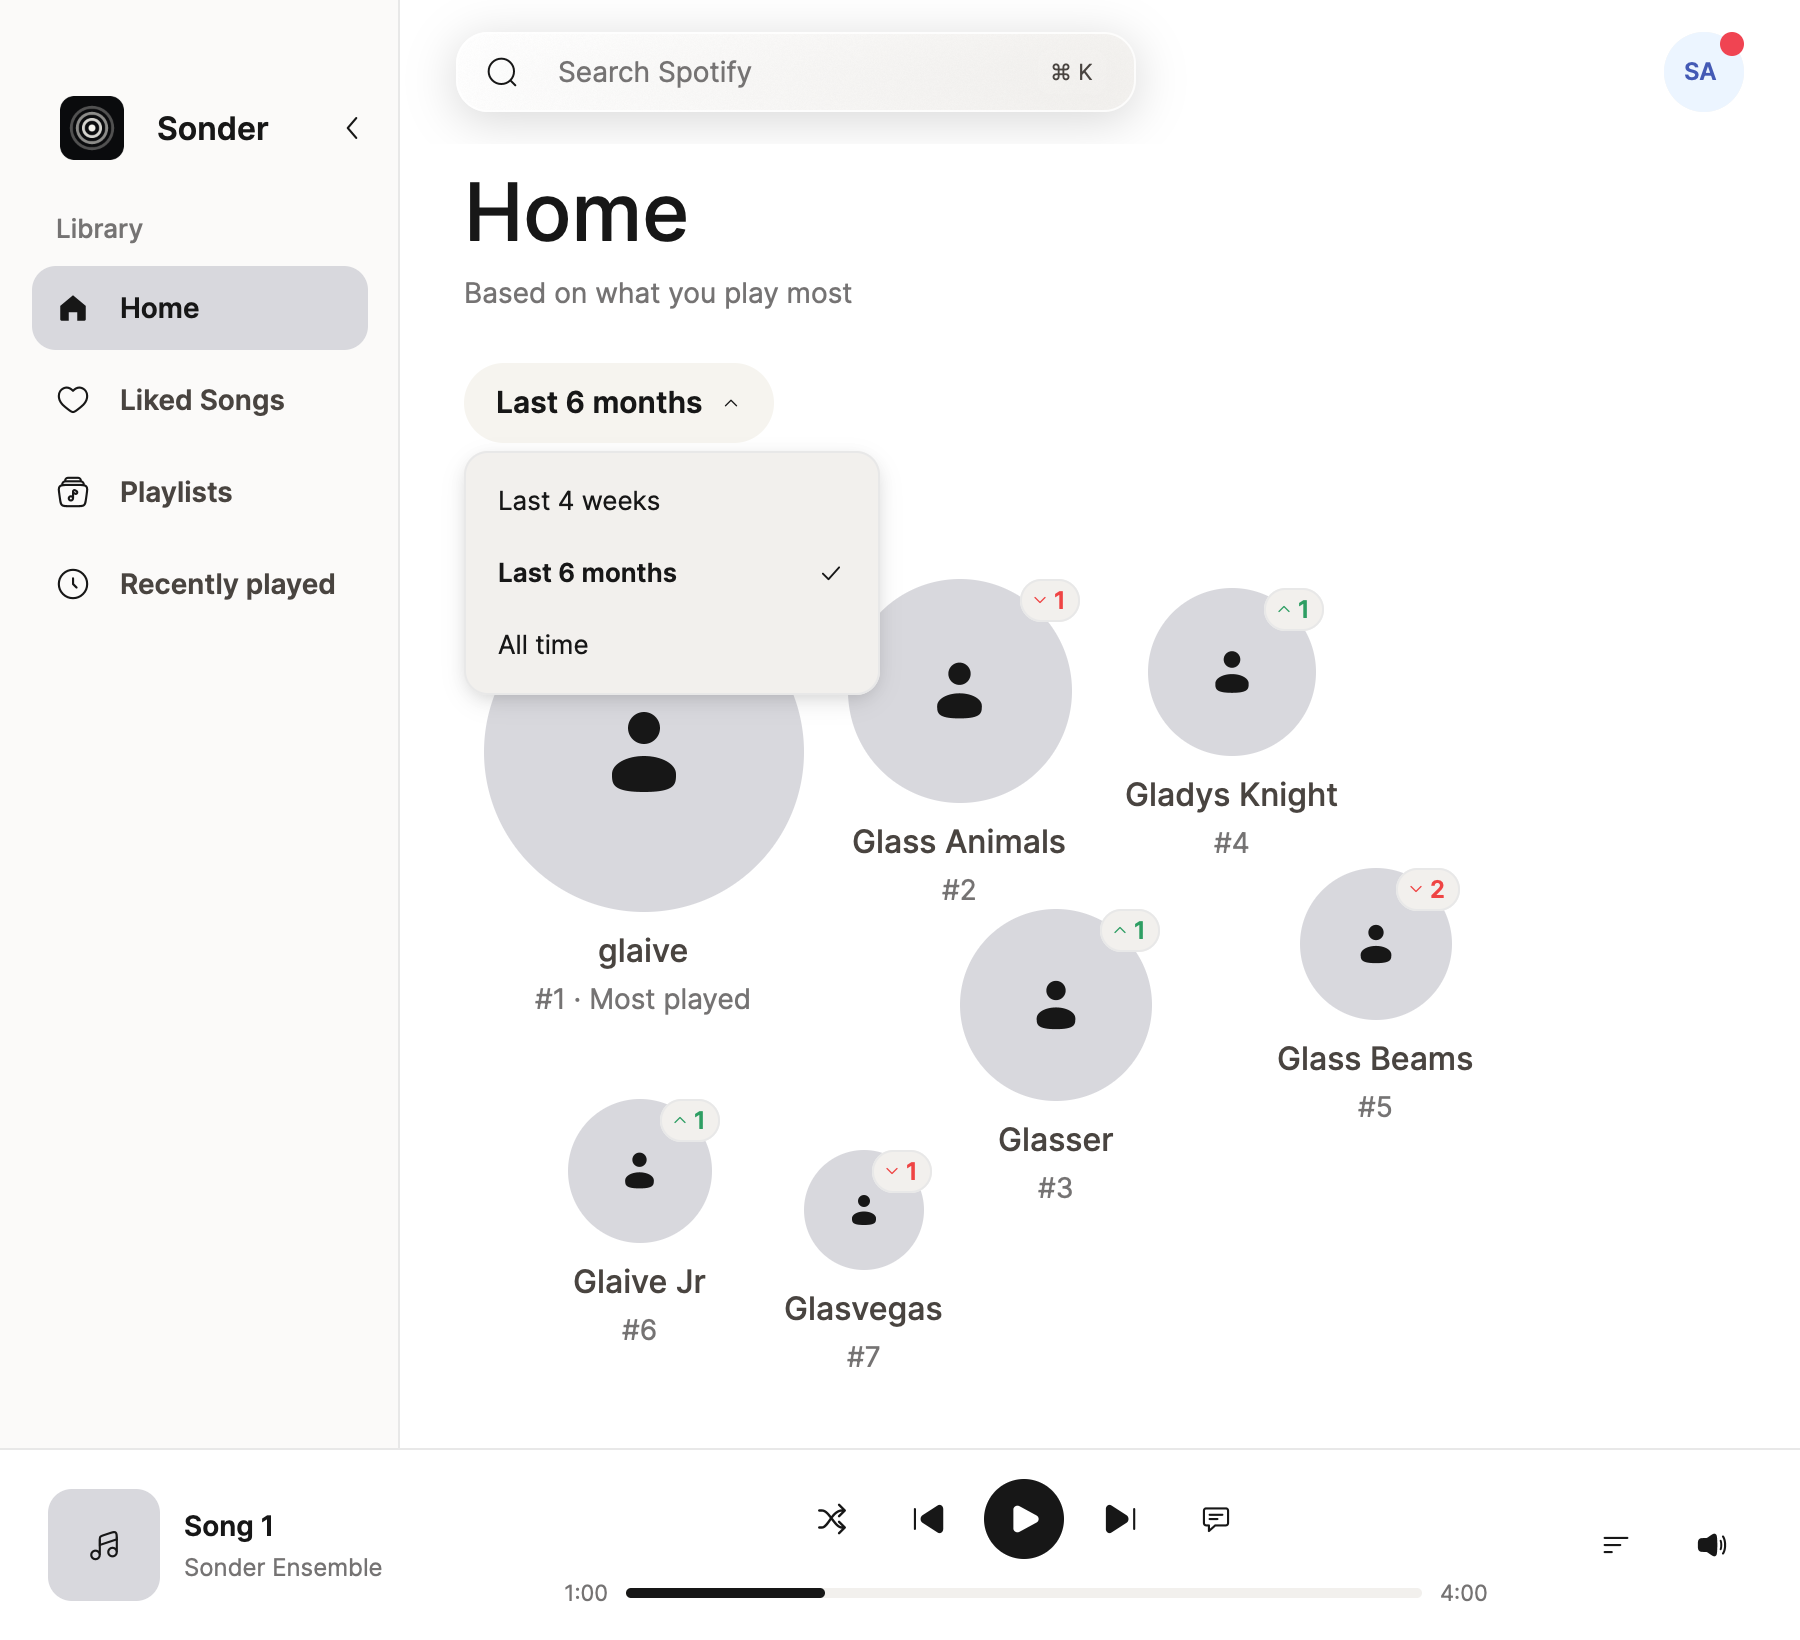 Search Spotify ⌘ K
SA
Sonder
Library
Home
Liked Songs
Playlists
Recently played
Home
Based on what you play most
Last 6 months
Last 4 weeks
Last 6 months
All time
glaive
#1 · Most played
1
Glass Animals
#2
1
Gladys Knight
#4
1
Glasser
#3
2
Glass Beams
#5
1
Glaive Jr
#6
1
Glasvegas
#7
Song 1
Sonder Ensemble
1:00
4:00